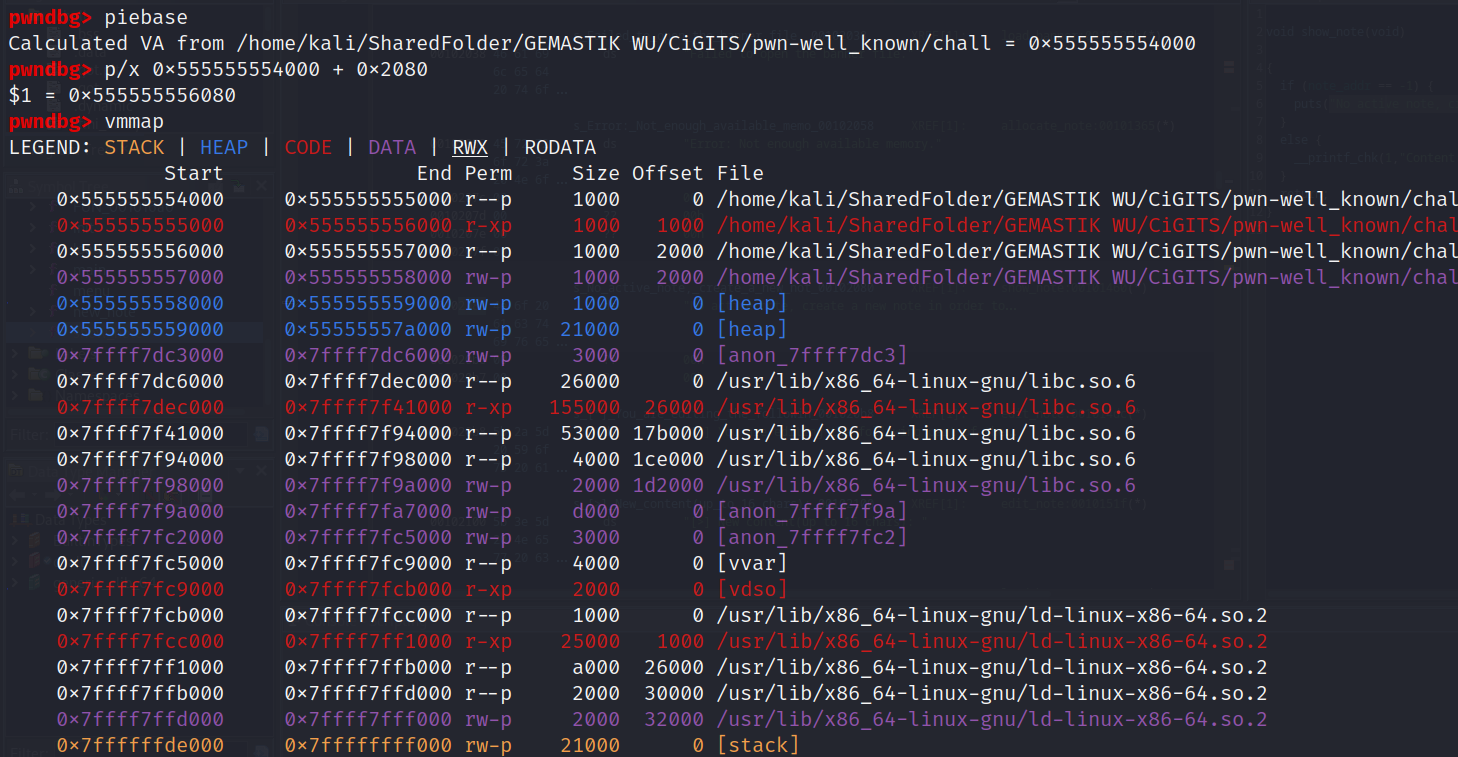 pwndbg> piebase
Calculated VA from /home/kali/SharedFolder/GEMASTIK WU/CiGITS/pwn-well_known/chall = 0×555555554000
pwndbg> p/x 0×555555554000 + 0×2080
$1 = 0×555555556080
pwndbg> vmmap
LEGEND: STACK | HEAP | CODE | DATA | RWX | RODATA
Start End Perm Size Offset File
0×555555554000 0×555555555000 r--p 1000 0 /home/kali/SharedFolder/GEMASTIK WU/CiGITS/pwn-well_known/chal
0×555555555000 0×555555556000 r-xp 1000 1000 /home/kali/SharedFolder/GEMASTIK WU/CiGITS/pwn-well_known/chal
0×555555556000 0×555555557000 r--p 1000 2000 /home/kali/SharedFolder/GEMASTIK WU/CiGITS/pwn-well_known/chal
0×555555557000 0×555555558000 rw-p 1000 2000 /home/kali/SharedFolder/GEMASTIK WU/CiGITS/pwn-well_known/chal
0×555555558000 0×555555559000 rw-p 1000 0 [heap]
0×555555559000 0×55555557a000 rw-p 21000 0 [heap]
0×7ffff7dc3000 0×7ffff7dc6000 rw-p 3000 0 [anon_7ffff7dc3]
0×7ffff7dc6000 0×7ffff7dec000 r--p 26000 0 /usr/lib/x86_64-linux-gnu/libc.so.6
0×7ffff7dec000 0×7ffff7f41000 r-xp 155000 26000 /usr/lib/x86_64-linux-gnu/libc.so.6
0×7ffff7f41000 0×7ffff7f94000 r--p 53000 17b000 /usr/lib/x86_64-linux-gnu/libc.so.6
0×7ffff7f94000 0×7ffff7f98000 r--p 4000 1ce000 /usr/lib/x86_64-linux-gnu/libc.so.6
0×7ffff7f98000 0×7ffff7f9a000 rw-p 2000 1d2000 /usr/lib/x86_64-linux-gnu/libc.so.6
0×7ffff7f9a000 0×7ffff7fa7000 rw-p d000 0 [anon_7ffff7f9a]
0×7ffff7fc2000 0×7ffff7fc5000 rw-p 3000 0 [anon_7ffff7fc2]
0×7ffff7fc5000 0×7ffff7fc9000 r--p 4000 0 [vvar]
0×7ffff7fc9000 0×7ffff7fcb000 r-xp 2000 0 [vdso]
0×7ffff7fcb000 0×7ffff7fcc000 r--p 1000 0 /usr/lib/x86_64-linux-gnu/ld-linux-x86-64.so.2
0×7ffff7fcc000 0×7ffff7ff1000 r-xp 25000 1000 /usr/lib/x86_64-linux-gnu/ld-linux-x86-64.so.2
0×7ffff7ff1000 0×7ffff7ffb000 r--p a000 26000 /usr/lib/x86_64-linux-gnu/ld-linux-x86-64.so.2
0×7ffff7ffb000 0×7ffff7ffd000 r--p 2000 30000 /usr/lib/x86_64-linux-gnu/ld-linux-x86-64.so.2
0×7ffff7ffd000 0×7ffff7fff000 rw-p 2000 32000 /usr/lib/x86_64-linux-gnu/ld-linux-x86-64.so.2
0×7ffffffde000 0×7ffffffff000 rw-p 21000 0 [stack]